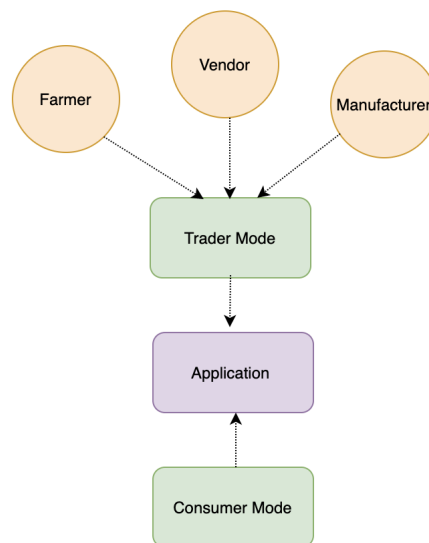 Farmer
Vendor
Manufacturer
Trader Mode
Application
Consumer Mode